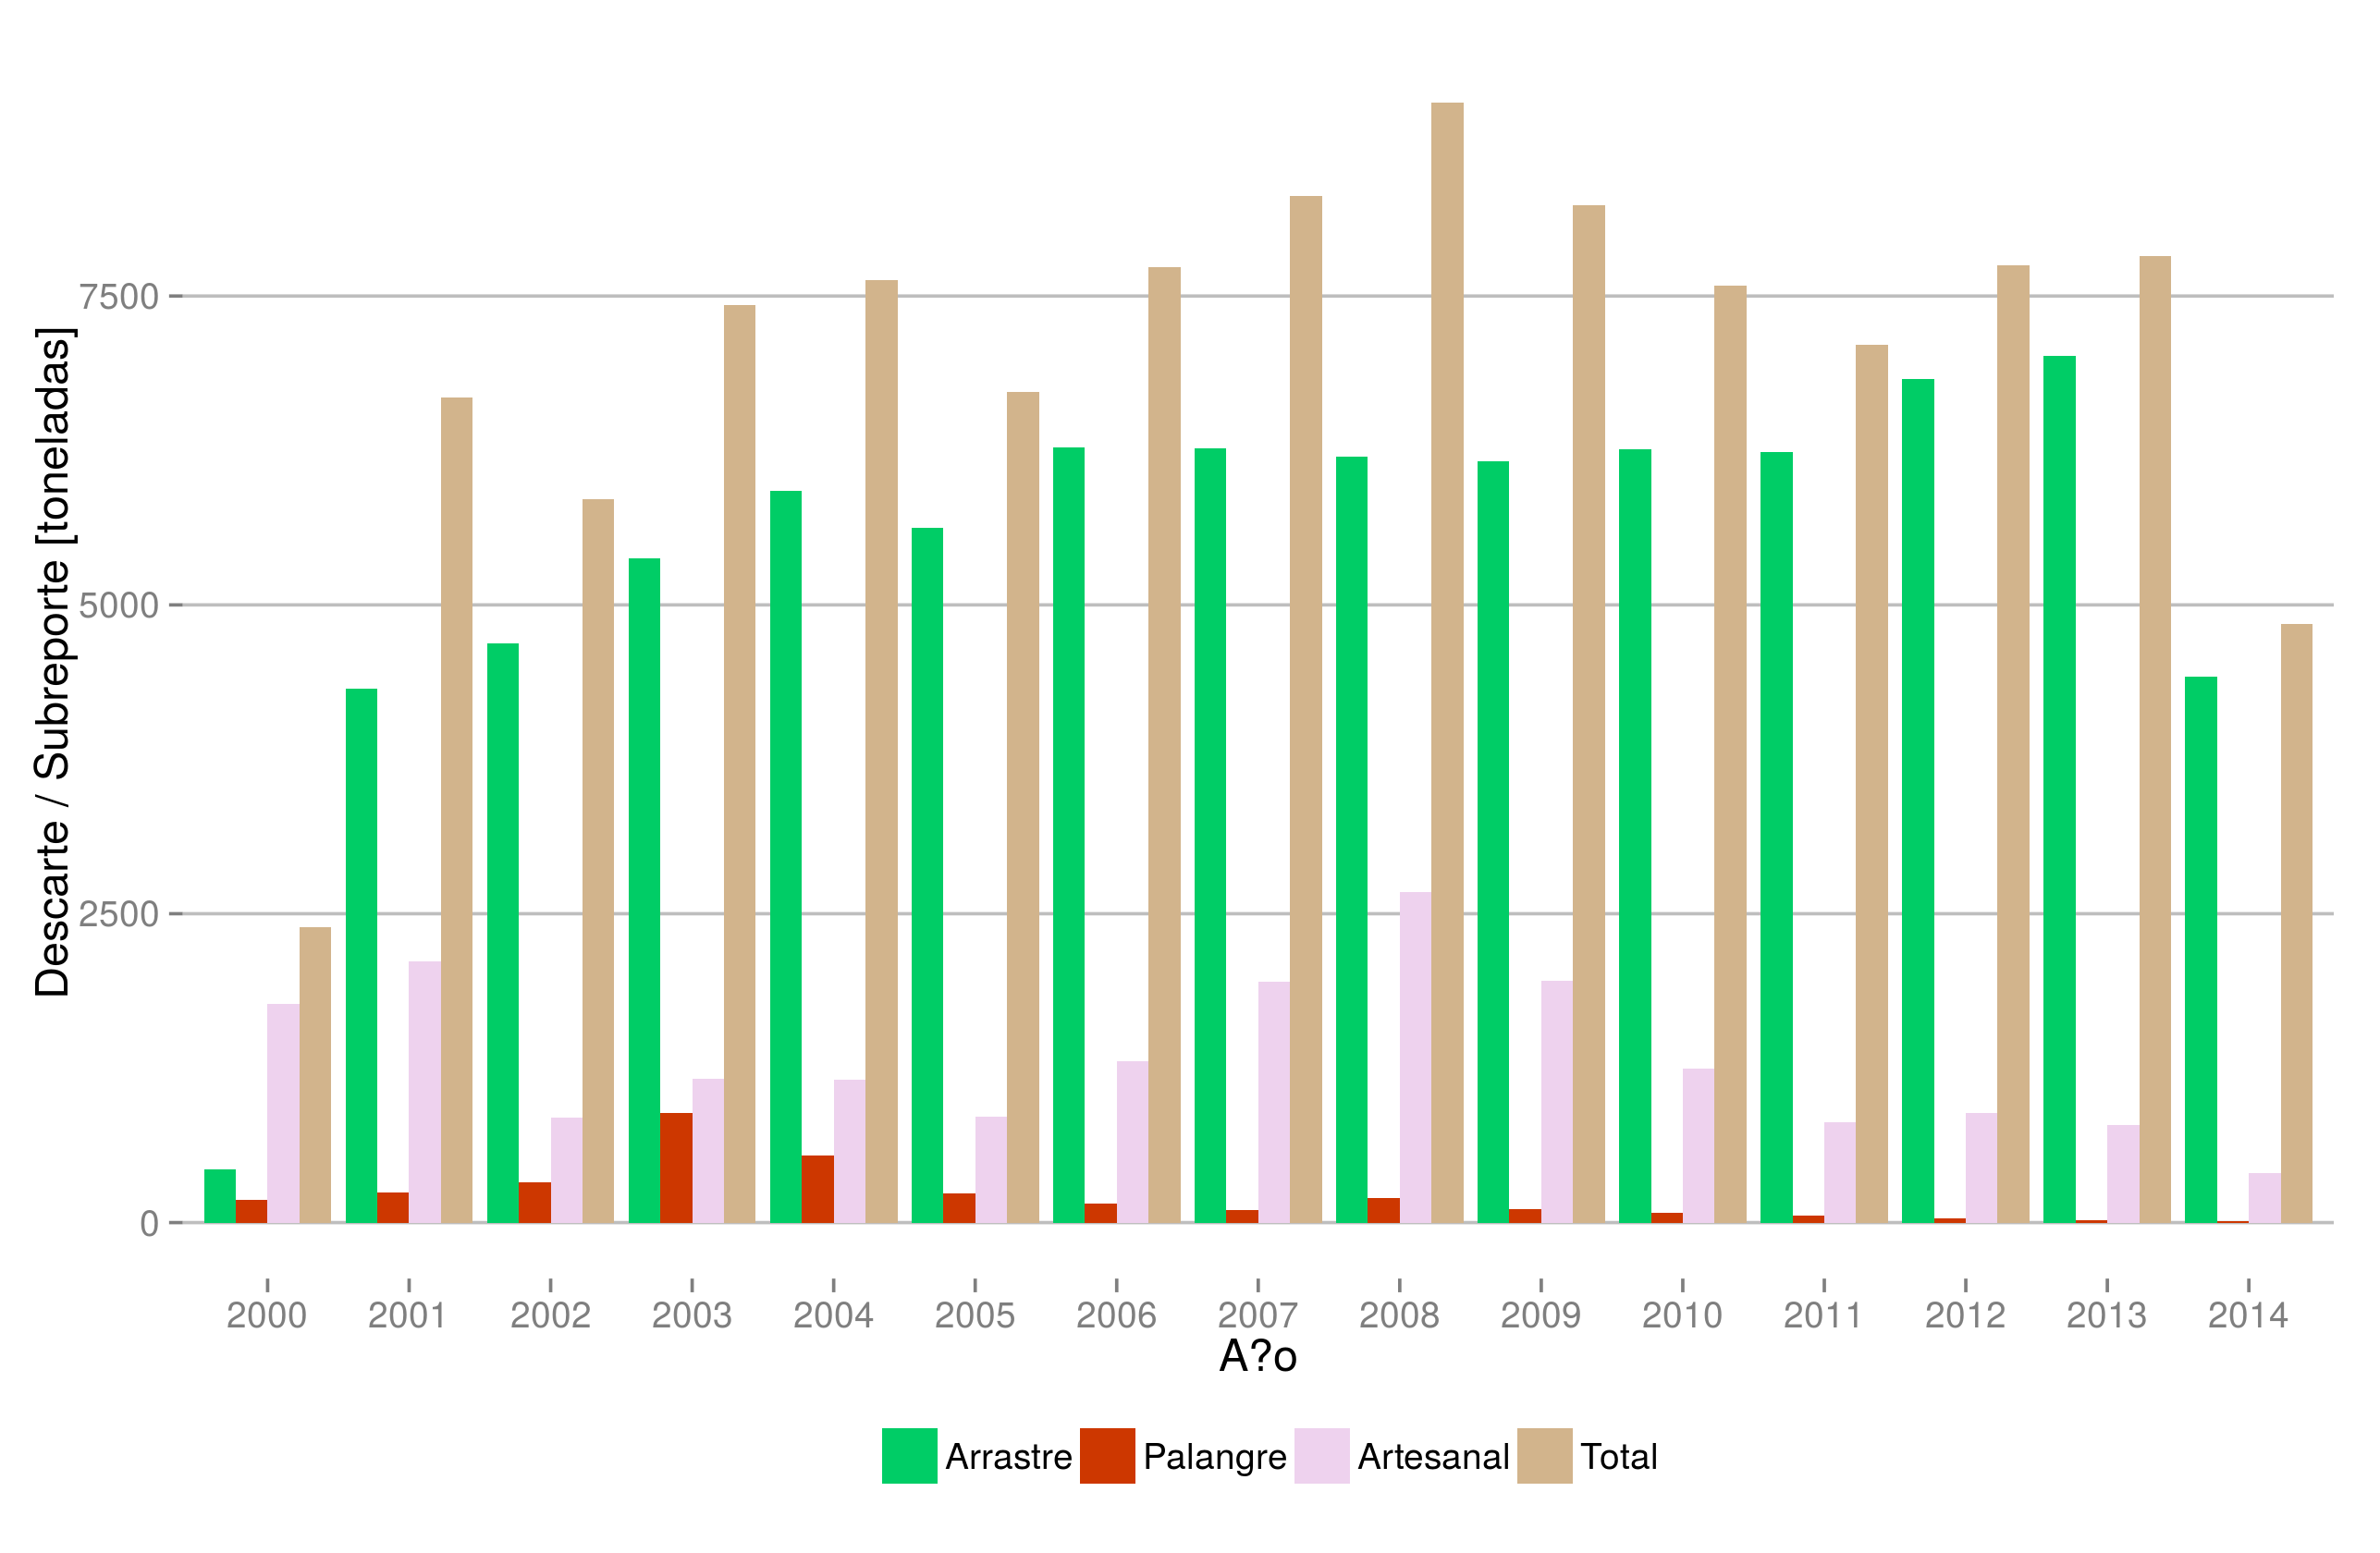 Descarte / Subreporte [toneladas]
7500
5000
2500
0
2000 2001 2002 2003 2004 2005 2006 2007 2008 2009 2010 2011 2012 2013 2014
A?o
Arrastre Palangre Artesanal Total